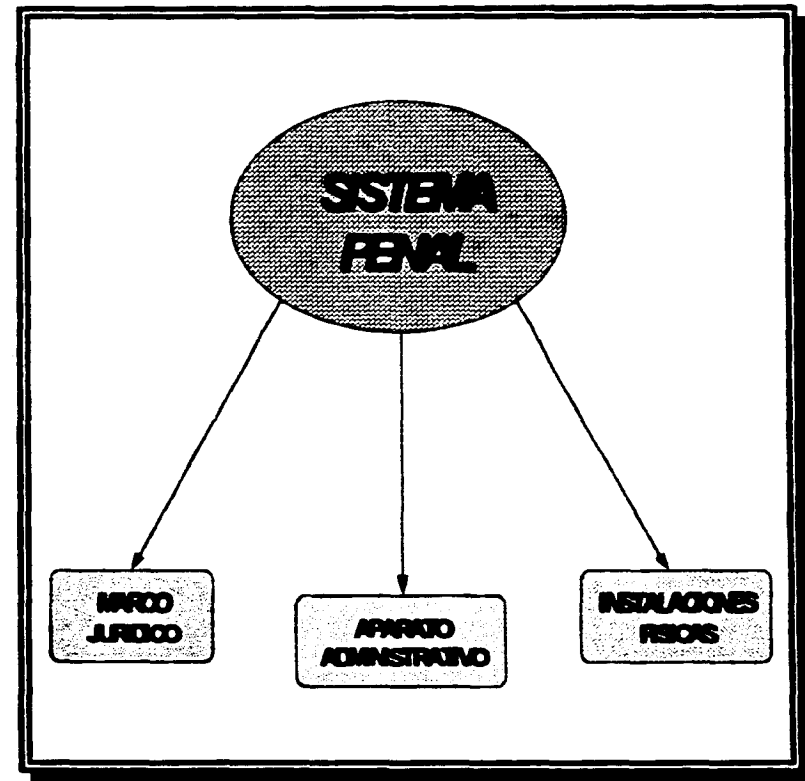 SISTEMA
PENAL
MARCO
JURIDICO
APARATO
ADMINISTRATIVO
INSTALACIONES
FISICAS